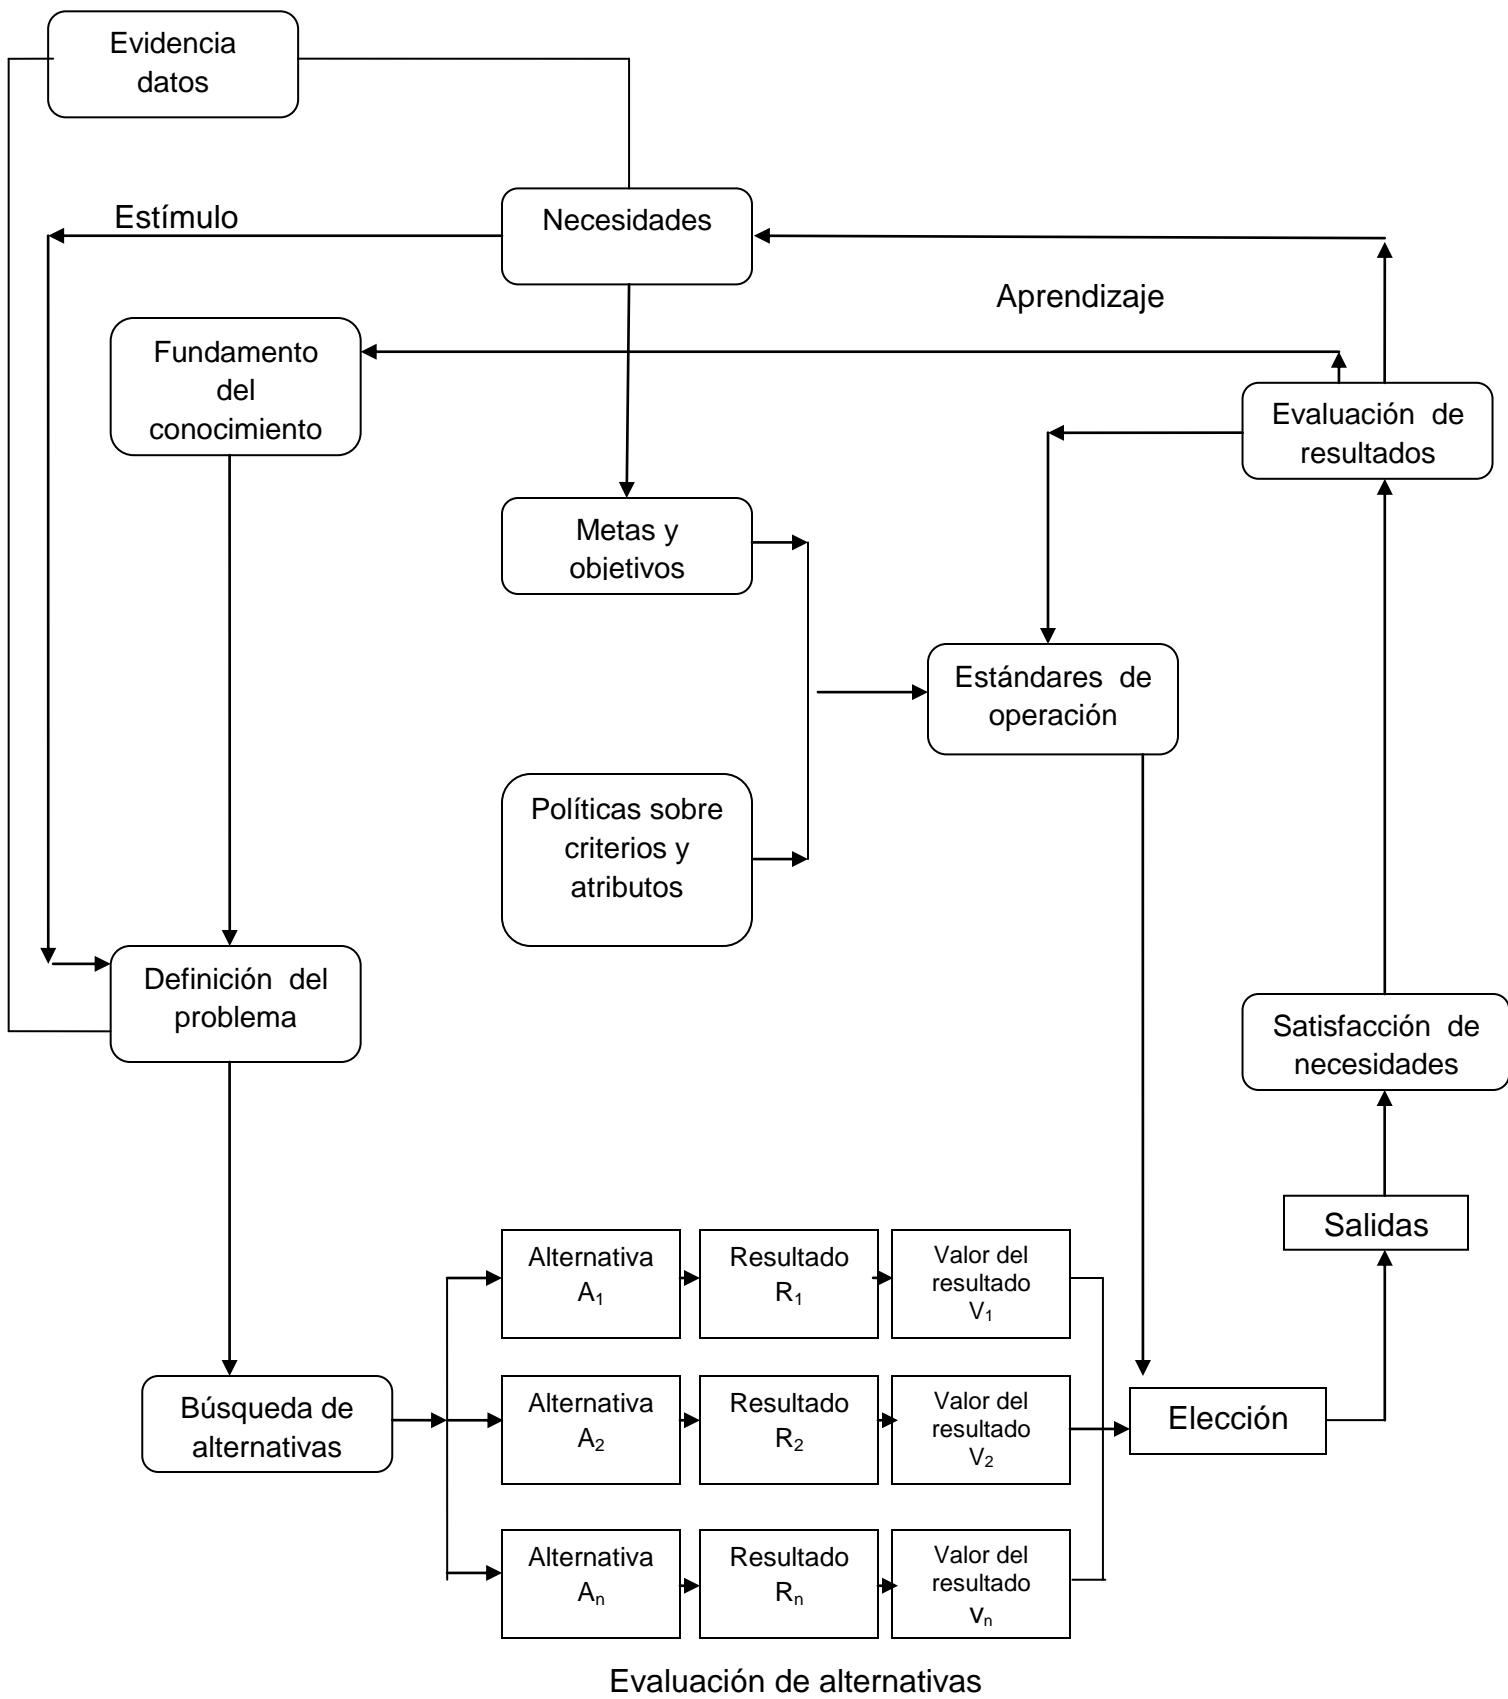 Evidencia
datos
Necesidades
Estímulo
Aprendizaje
Fundamento
del
conocimiento
Evaluación de
resultados
Metas y
objetivos
Estándares de
operación
Políticas sobre
criterios y
atributos
Definición del
problema
Satisfacción de
necesidades
Salidas
Búsqueda de
alternativas
Alternativa
A₁
Resultado
R₁
Valor del
resultado
V₁
Alternativa
A₂
Resultado
R₂
Valor del
resultado
V₂
Elección
Alternativa
Aₙ
Resultado
Rₙ
Valor del
resultado
vₙ
Evaluación de alternativas